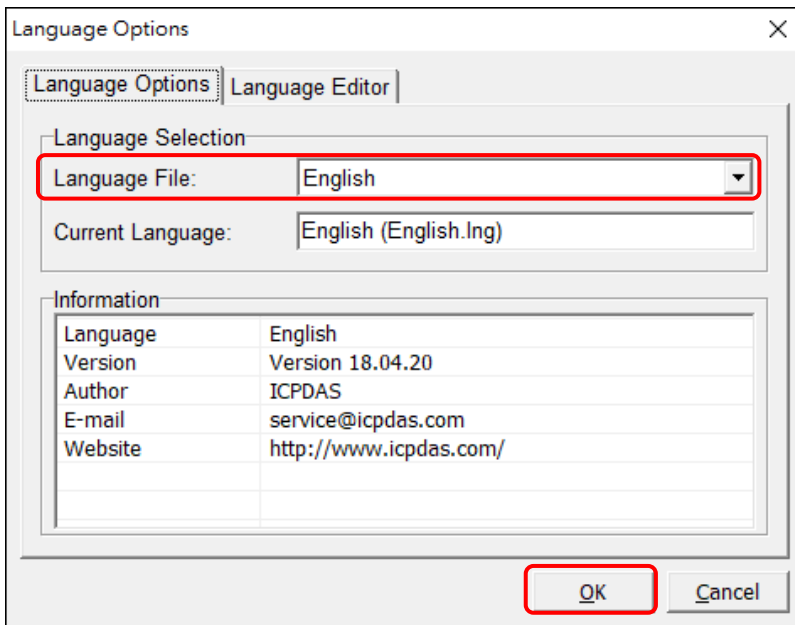 Language Options
Language Options Language Editor
Language Selection
Language File: English
Current Language: English (English.lng)
Information
Language English
Version Version 18.04.20
Author ICPDAS
E-mail service@icpdas.com
Website http://www.icpdas.com/
OK Cancel